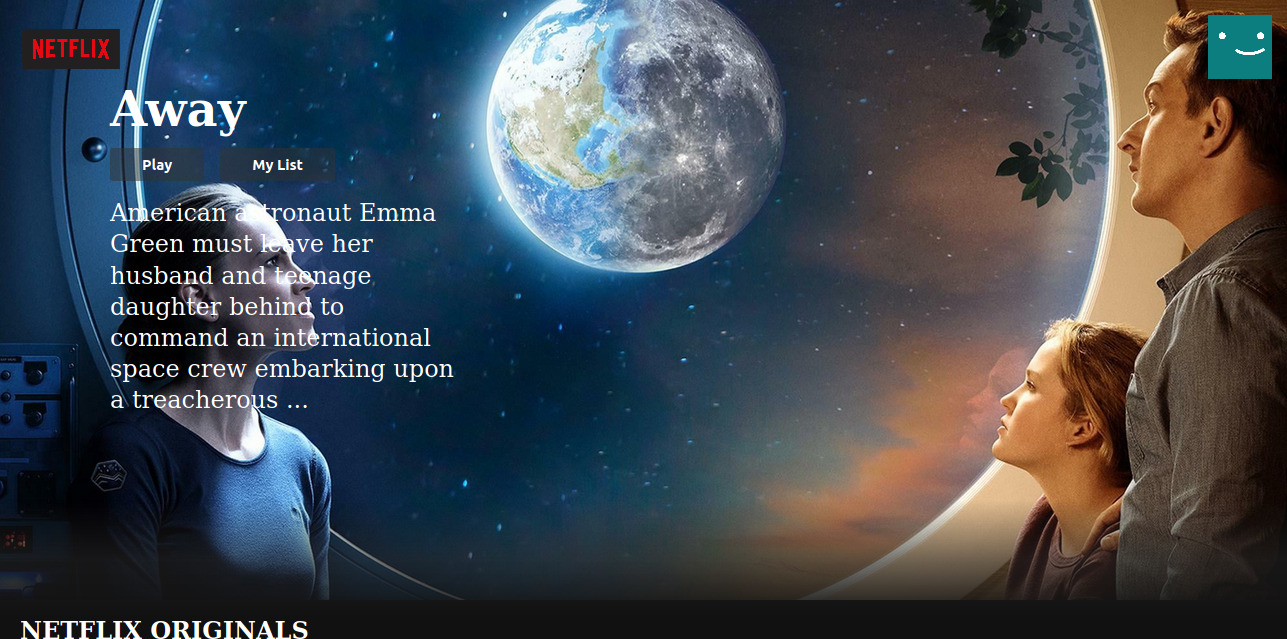 NETFLIX
Away
Play My List
American astronaut Emma
Green must leave her
husband and teenage
daughter behind to
command an international
space crew embarking upon
a treacherous ...
NETFLIX ORIGINALS